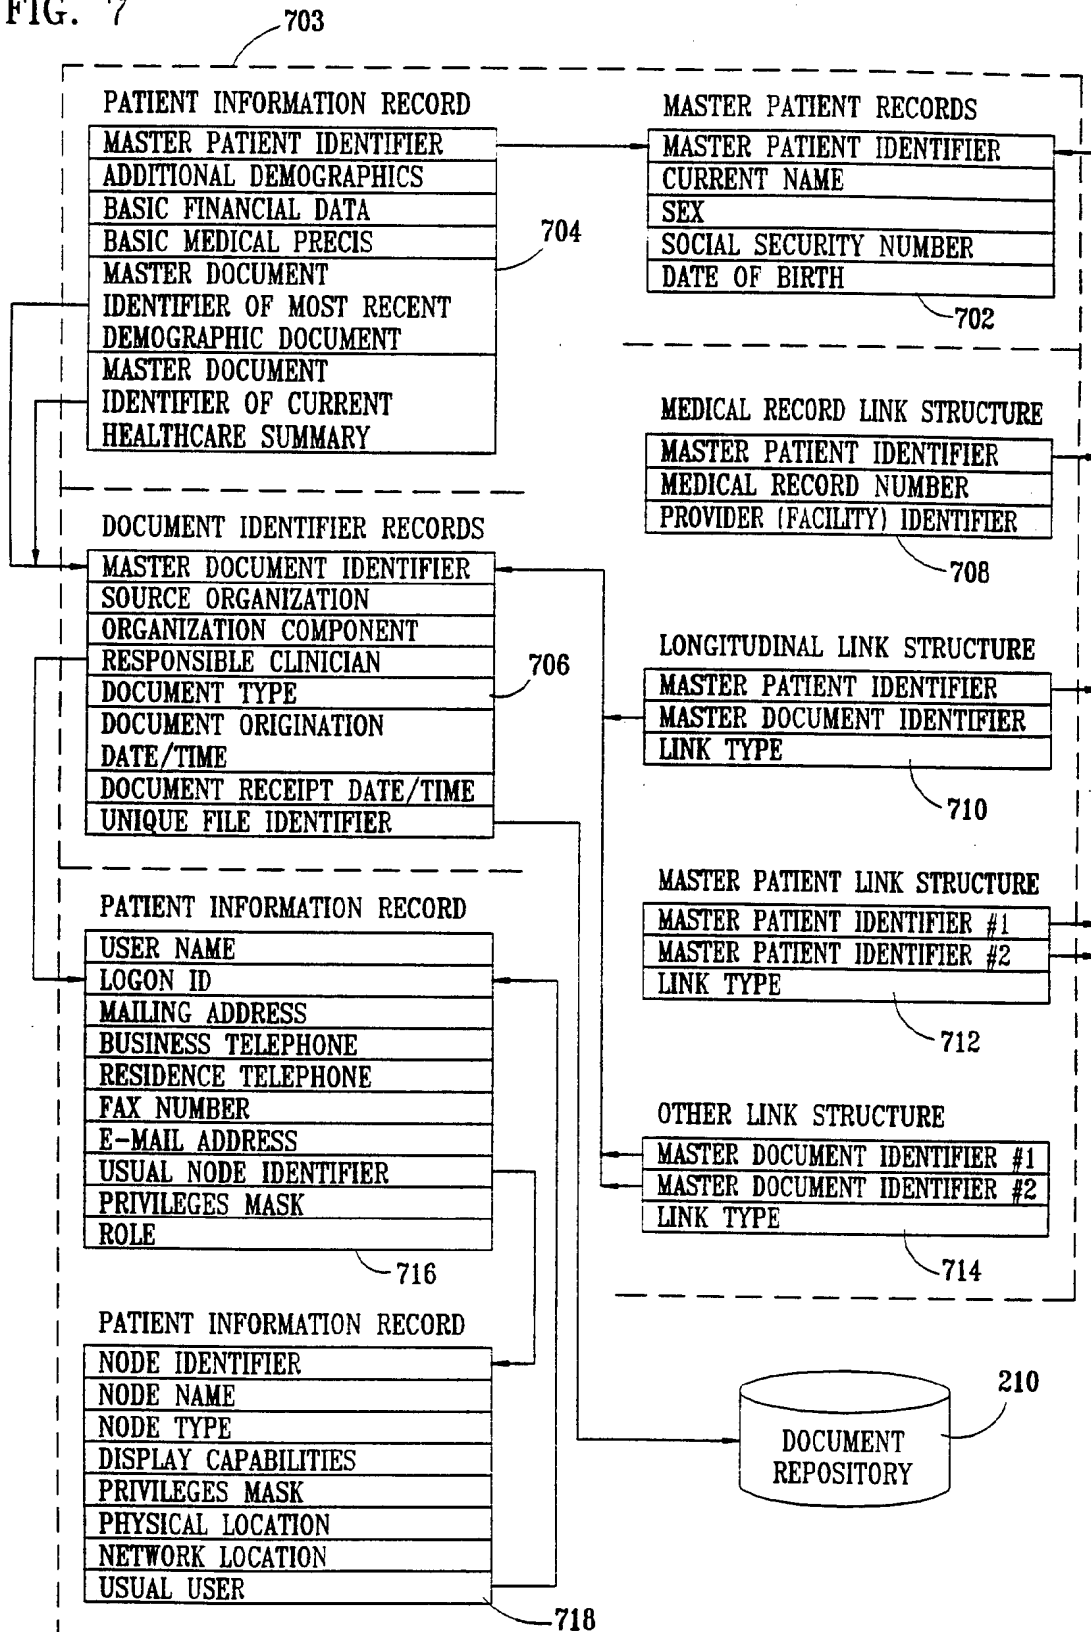 FIG. 7
703
PATIENT INFORMATION RECORD
MASTER PATIENT IDENTIFIER
ADDITIONAL DEMOGRAPHICS
BASIC FINANCIAL DATA
BASIC MEDICAL PRECIS
MASTER DOCUMENT
IDENTIFIER OF MOST RECENT
DEMOGRAPHIC DOCUMENT
MASTER DOCUMENT
IDENTIFIER OF CURRENT
HEALTHCARE SUMMARY
704
MASTER PATIENT RECORDS
MASTER PATIENT IDENTIFIER
CURRENT NAME
SEX
SOCIAL SECURITY NUMBER
DATE OF BIRTH
702
MEDICAL RECORD LINK STRUCTURE
MASTER PATIENT IDENTIFIER
MEDICAL RECORD NUMBER
PROVIDER (FACILITY) IDENTIFIER
708
DOCUMENT IDENTIFIER RECORDS
MASTER DOCUMENT IDENTIFIER
SOURCE ORGANIZATION
ORGANIZATION COMPONENT
RESPONSIBLE CLINICIAN
DOCUMENT TYPE
DOCUMENT ORIGINATION
DATE/TIME
DOCUMENT RECEIPT DATE/TIME
UNIQUE FILE IDENTIFIER
706
LONGITUDINAL LINK STRUCTURE
MASTER PATIENT IDENTIFIER
MASTER DOCUMENT IDENTIFIER
LINK TYPE
710
MASTER PATIENT LINK STRUCTURE
MASTER PATIENT IDENTIFIER #1
MASTER PATIENT IDENTIFIER #2
LINK TYPE
712
PATIENT INFORMATION RECORD
USER NAME
LOGON ID
MAILING ADDRESS
BUSINESS TELEPHONE
RESIDENCE TELEPHONE
FAX NUMBER
E-MAIL ADDRESS
USUAL NODE IDENTIFIER
PRIVILEGES MASK
ROLE
716
OTHER LINK STRUCTURE
MASTER DOCUMENT IDENTIFIER #1
MASTER DOCUMENT IDENTIFIER #2
LINK TYPE
714
PATIENT INFORMATION RECORD
NODE IDENTIFIER
NODE NAME
NODE TYPE
DISPLAY CAPABILITIES
PRIVILEGES MASK
PHYSICAL LOCATION
NETWORK LOCATION
USUAL USER
718
210
DOCUMENT
REPOSITORY